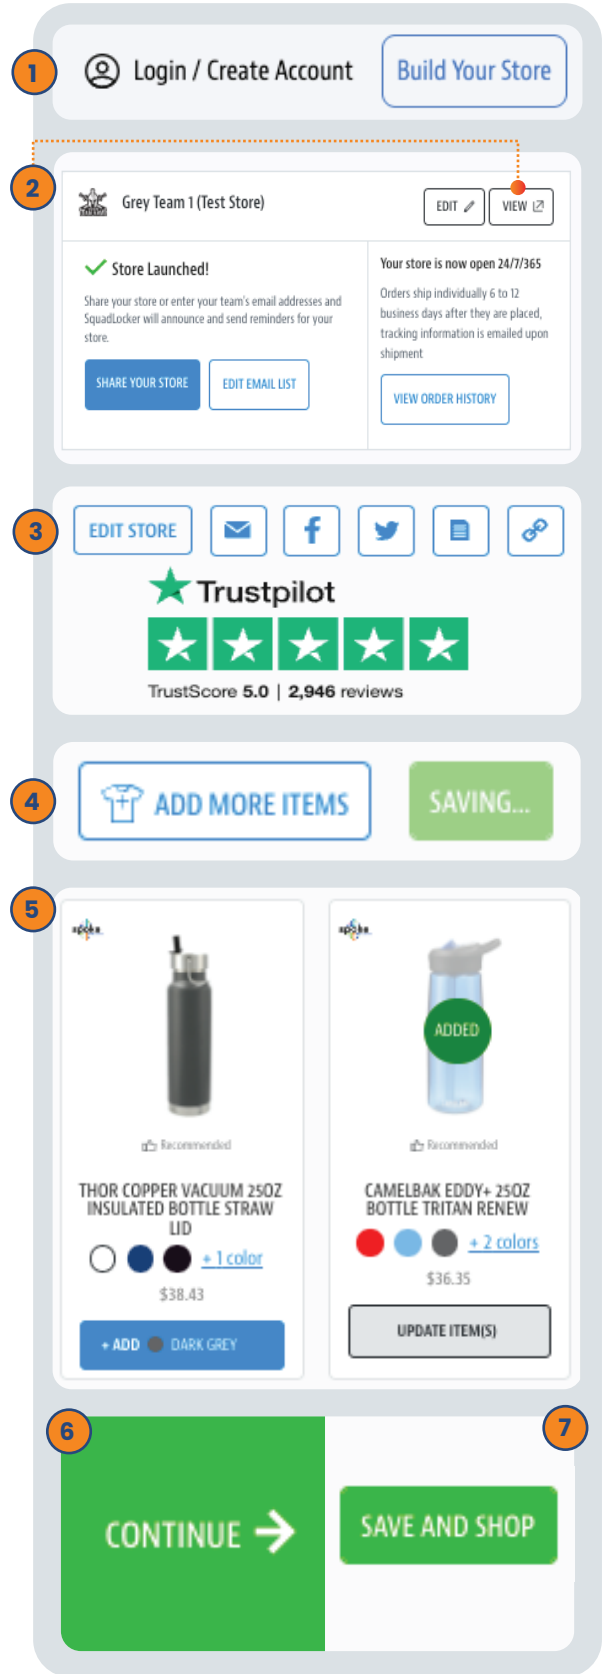 1
Login / Create Account
Build Your Store
2
Grey Team 1 (Test Store)
EDIT
VIEW
Store Launched!
Share your store or enter your team's email addresses and
SquadLocker will announce and send reminders for your
store.
SHARE YOUR STORE
EDIT EMAIL LIST
Your store is now open 24/7/365
Orders ship individually 6 to 12
business days after they are placed,
tracking information is emailed upon
shipment
VIEW ORDER HISTORY
3
EDIT STORE
Trustpilot
TrustScore 5.0 | 2,946 reviews
4
ADD MORE ITEMS
SAVING...
5
spoke
Recommended
THOR COPPER VACUUM 25OZ
INSULATED BOTTLE STRAW
LID
+ 1 color
$38.43
+ ADD DARK GREY
spoke
ADDED
Recommended
CAMELBAK EDDY+ 25OZ
BOTTLE TRITAN RENEW
+ 2 colors
$36.35
UPDATE ITEM(S)
6
CONTINUE
7
SAVE AND SHOP